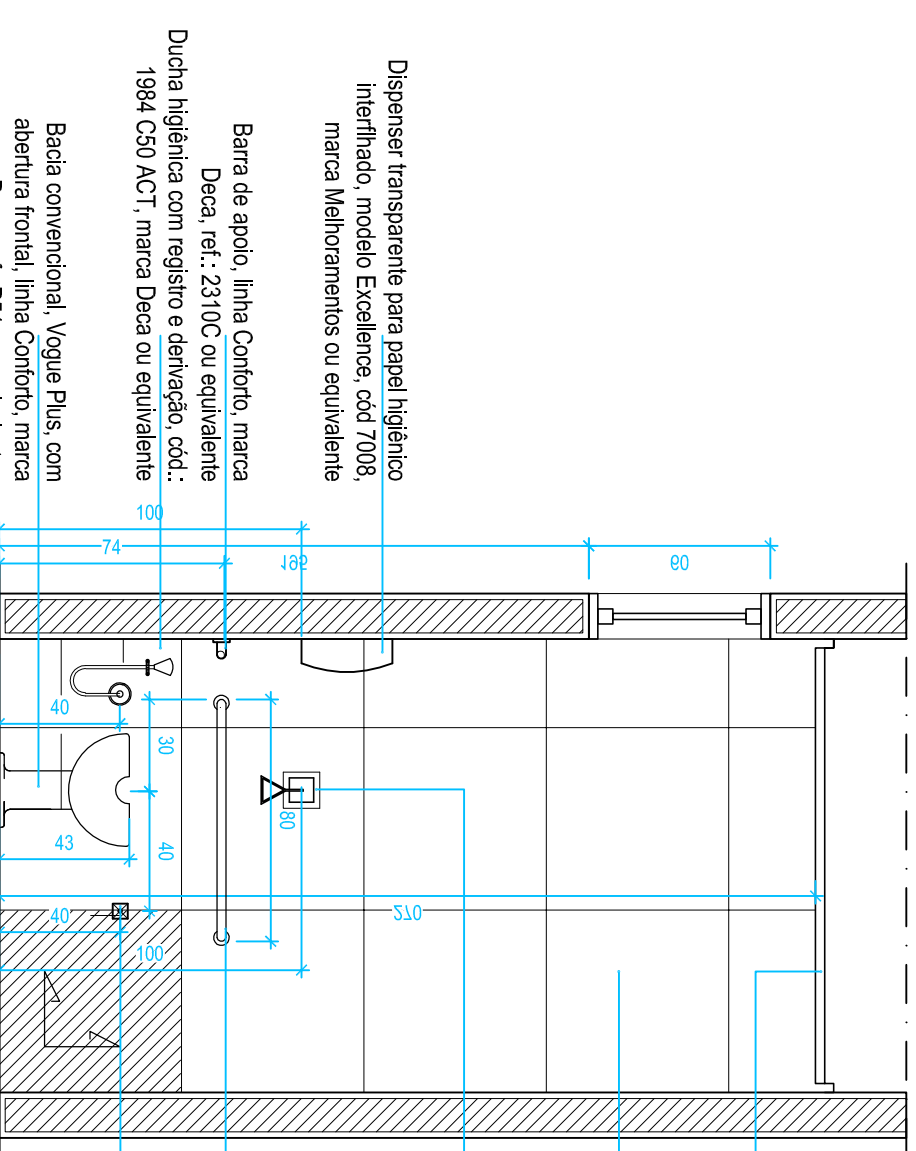 Dispenser transparente para papel higiênico
interflhado, modelo Excellence, cód 7008,
marca Melhoramentos ou equivalente
Barra de apoio, linha Conforto, marca
Deca, ref.: 2310C ou equivalente
Ducha higiênica com registro e derivação, cód.:
1984 C50 ACT, marca Deca ou equivalente
Bacia convencional, Vogue Plus, com
abertura frontal, linha Conforto, marca
100
74
195
60
40
30
80
43
40
270
40
100